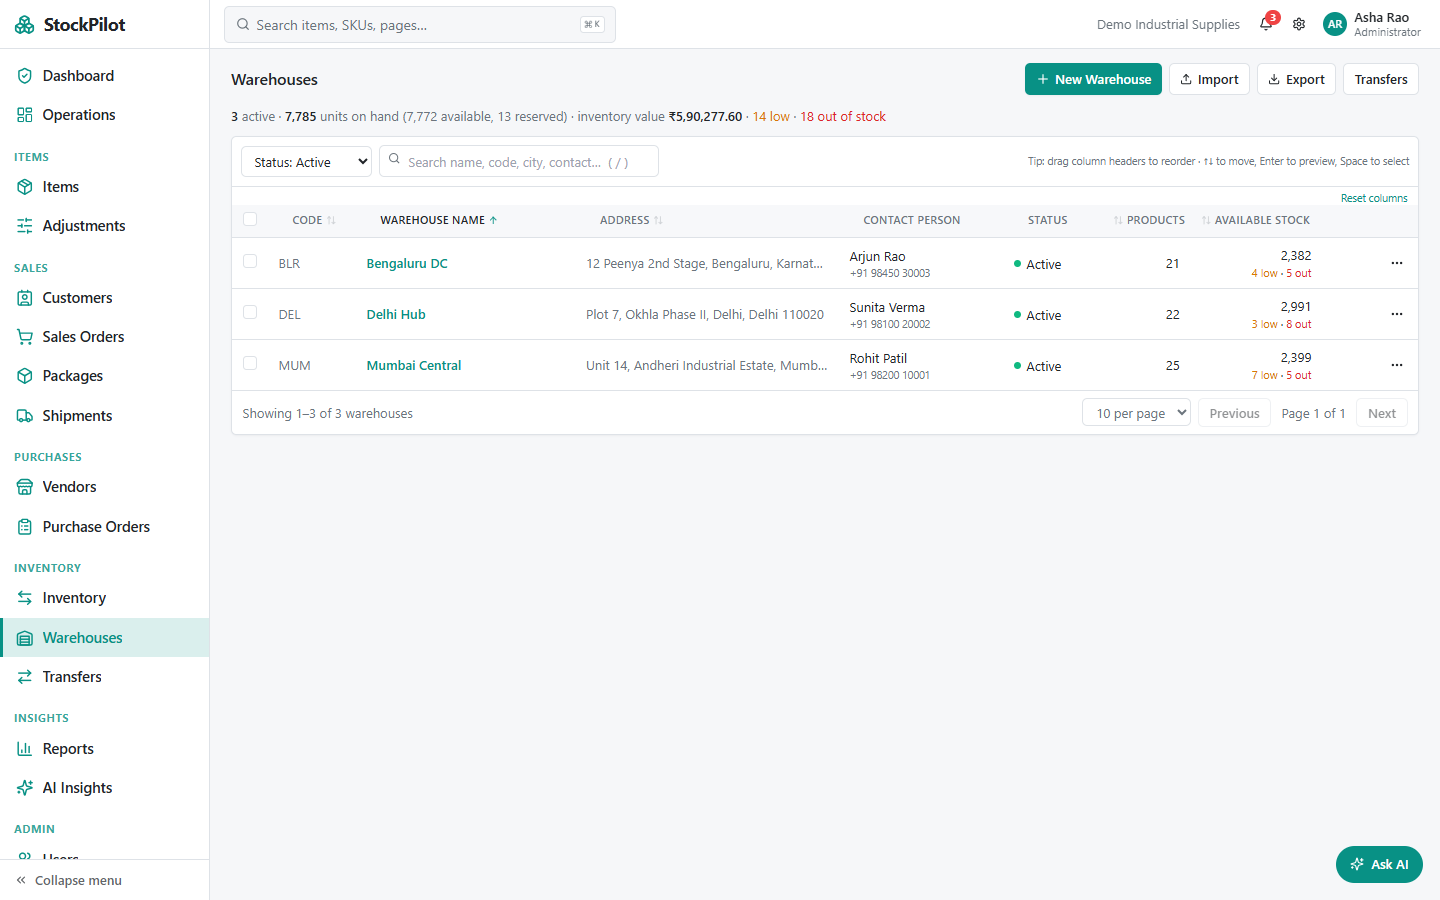 StockPilot
Search items, SKUs, pages...
⌘K
Demo Industrial Supplies
3
AR
Asha Rao
Administrator
Dashboard
Operations
ITEMS
Items
Adjustments
SALES
Customers
Sales Orders
Packages
Shipments
PURCHASES
Vendors
Purchase Orders
INVENTORY
Inventory
Warehouses
Transfers
INSIGHTS
Reports
AI Insights
ADMIN
Users
Collapse menu
Warehouses
+ New Warehouse
Import
Export
Transfers
3 active · 7,785 units on hand (7,772 available, 13 reserved) · inventory value ₹5,90,277.60 · 14 low · 18 out of stock
Status: Active
Search name, code, city, contact... ( / )
Tip: drag column headers to reorder · ↑↓ to move, Enter to preview, Space to select
Reset columns
CODE ↑↓ WAREHOUSE NAME ↑ ADDRESS ↑↓ CONTACT PERSON STATUS ↑↓ PRODUCTS ↑↓ AVAILABLE STOCK
BLR Bengaluru DC 12 Peenya 2nd Stage, Bengaluru, Karnat... Arjun Rao Active 21 2,382
+91 98450 30003 4 low · 5 out
DEL Delhi Hub Plot 7, Okhla Phase II, Delhi, Delhi 110020 Sunita Verma Active 22 2,991
+91 98100 20002 3 low · 8 out
MUM Mumbai Central Unit 14, Andheri Industrial Estate, Mumb... Rohit Patil Active 25 2,399
+91 98200 10001 7 low · 5 out
Showing 1–3 of 3 warehouses
10 per page
Previous
Page 1 of 1
Next
Ask AI